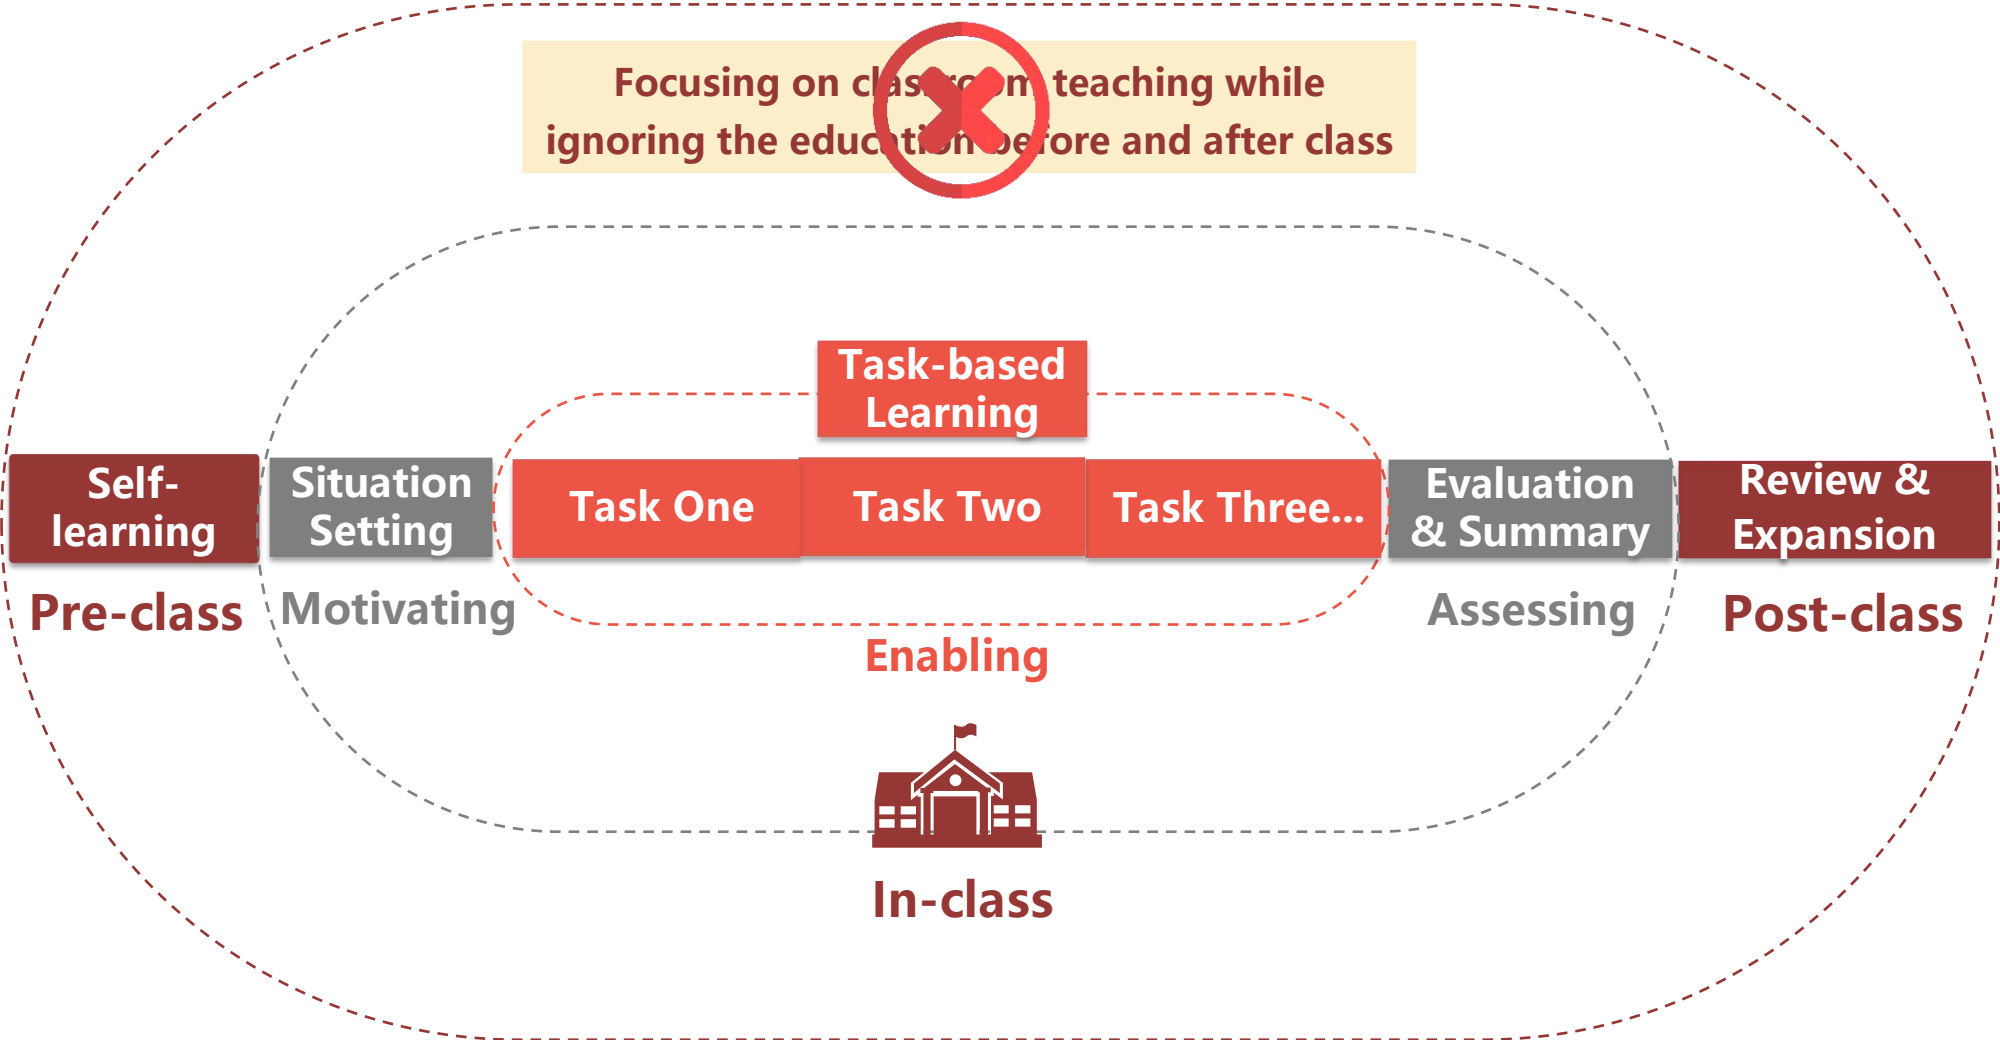 Focusing on classroom teaching while
ignoring the education before and after class
Task-based
Learning
Self-
learning
Situation
Setting
Task One
Task Two
Task Three...
Evaluation
& Summary
Review &
Expansion
Pre-class
Motivating
Enabling
Assessing
Post-class
In-class